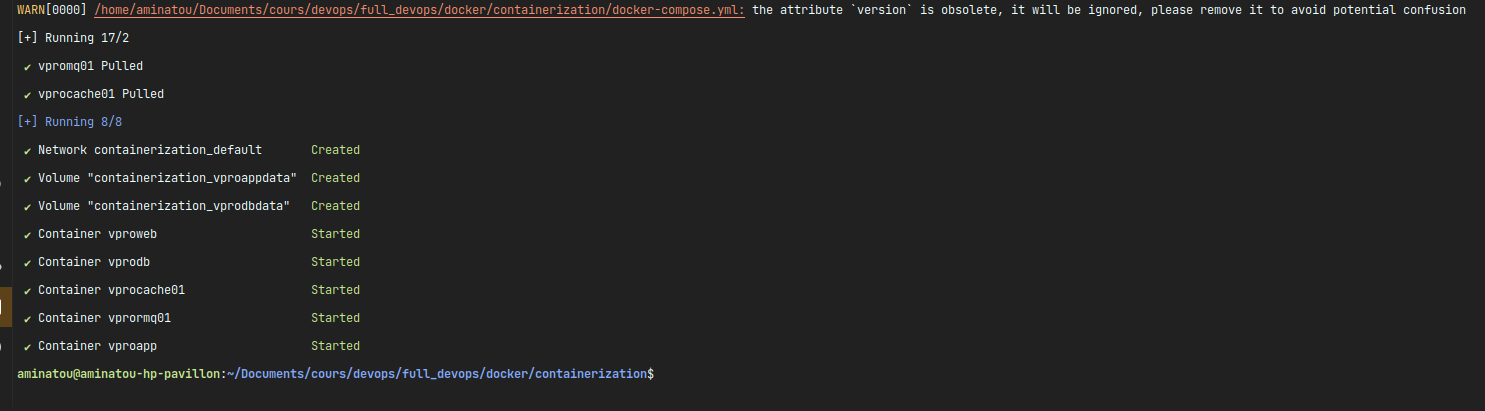 WARN[0000] /home/aminatou/Documents/cours/devops/full_devops/docker/containerization/docker-compose.yml: the attribute `version` is obsolete, it will be ignored, please remove it to avoid potential confusion
[+] Running 17/2
✔ vpromq01 Pulled
✔ vprocache01 Pulled
[+] Running 8/8
✔ Network containerization_default Created
✔ Volume "containerization_vproappdata" Created
✔ Volume "containerization_vprodbdata" Created
✔ Container vproweb Started
✔ Container vprodb Started
✔ Container vprocache01 Started
✔ Container vprormq01 Started
✔ Container vproapp Started
aminatou@aminatou-hp-pavillon:~/Documents/cours/devops/full_devops/docker/containerization$